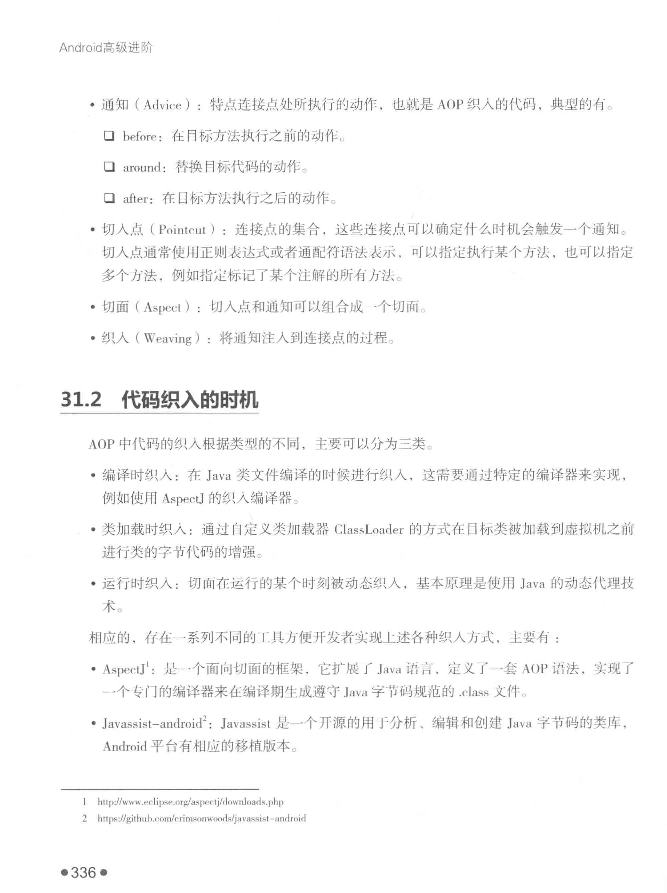 Android高级进阶
• 通知（Advice）：特点连接点处所执行的动作，也就是 AOP 织入的代码，典型的有。
❏ before：在目标方法执行之前的动作。
❏ around：替换目标代码的动作。
❏ after：在目标方法执行之后的动作。
• 切入点（Pointcut）：连接点的集合，这些连接点可以确定什么时机会触发一个通知。
切入点通常使用正则表达式或者通配符语法表示，可以指定执行某个方法，也可以指定
多个方法，例如指定标记了某个注解的所有方法。
• 切面（Aspect）：切入点和通知可以组合成一个切面。
• 织入（Weaving）：将通知注入到连接点的过程。
31.2 代码织入的时机
AOP 中代码的织入根据类型的不同，主要可以分为三类。
• 编译时织入：在 Java 类文件编译的时候进行织入，这需要通过特定的编译器来实现，
例如使用 AspectJ 的织入编译器。
• 类加载时织入：通过自定义类加载器 ClassLoader 的方式在目标类被加载到虚拟机之前
进行类的字节代码的增强。
• 运行时织入：切面在运行的某个时刻被动态织入，基本原理是使用 Java 的动态代理技
术。
相应的，存在一系列不同的工具方便开发者实现上述各种织入方式，主要有：
• AspectJ¹：是一个面向切面的框架，它扩展了 Java 语言，定义了一套 AOP 语法，实现了
一个专门的编译器来在编译期生成遵守 Java 字节码规范的 .class 文件。
• Javassist-android²：Javassist 是一个开源的用于分析、编辑和创建 Java 字节码的类库，
Android 平台有相应的移植版本。
1 http://www.eclipse.org/aspectj/downloads.php
2 https://github.com/crimsonwoods/javassist-android
●336●